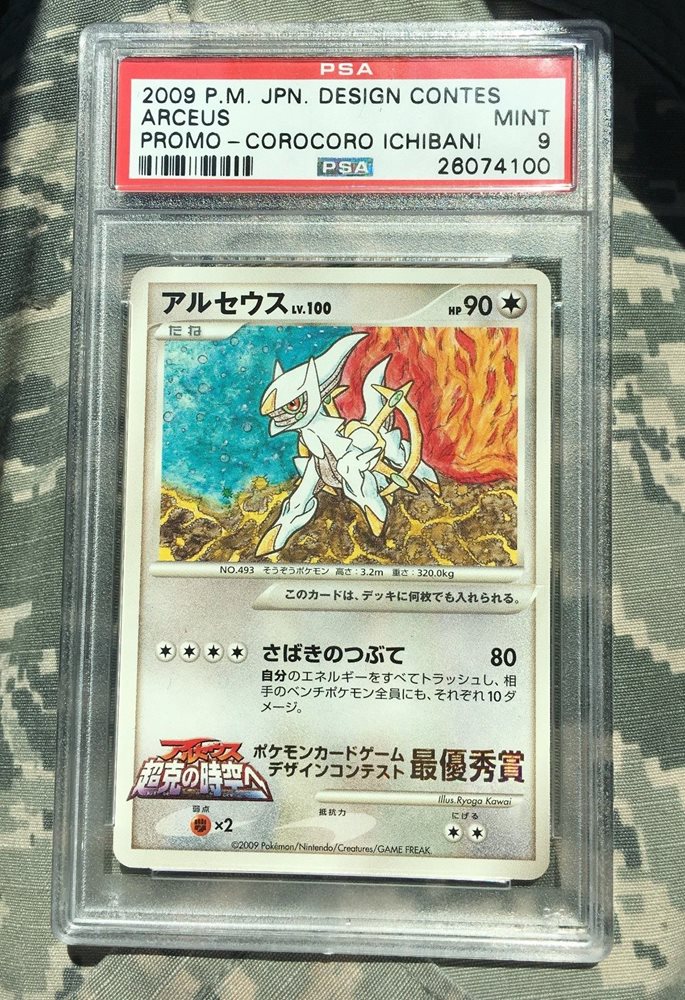 PSA
2009 P.M. JPN. DESIGN CONTES
ARCEUS MINT
PROMO - COROCORO ICHIBAN! 9
PSA 26074100
アルセウス LV.100 HP 90
たね
NO.493 そうぞうポケモン 高さ:3.2m 重さ:320.0kg
このカードは、デッキに何枚でも入れられる。
さばきのつぶて 80
自分のエネルギーをすべてトラッシュし、相
手のベンチポケモン全員にも、それぞれ10ダ
メージ。
アルセウス
超克の時空へ
ポケモンカードゲーム
デザインコンテスト 最優秀賞
Illus.Ryoga Kawai
弱点 抵抗力 にげる
×2
©2009 Pokémon/Nintendo/Creatures/GAME FREAK.